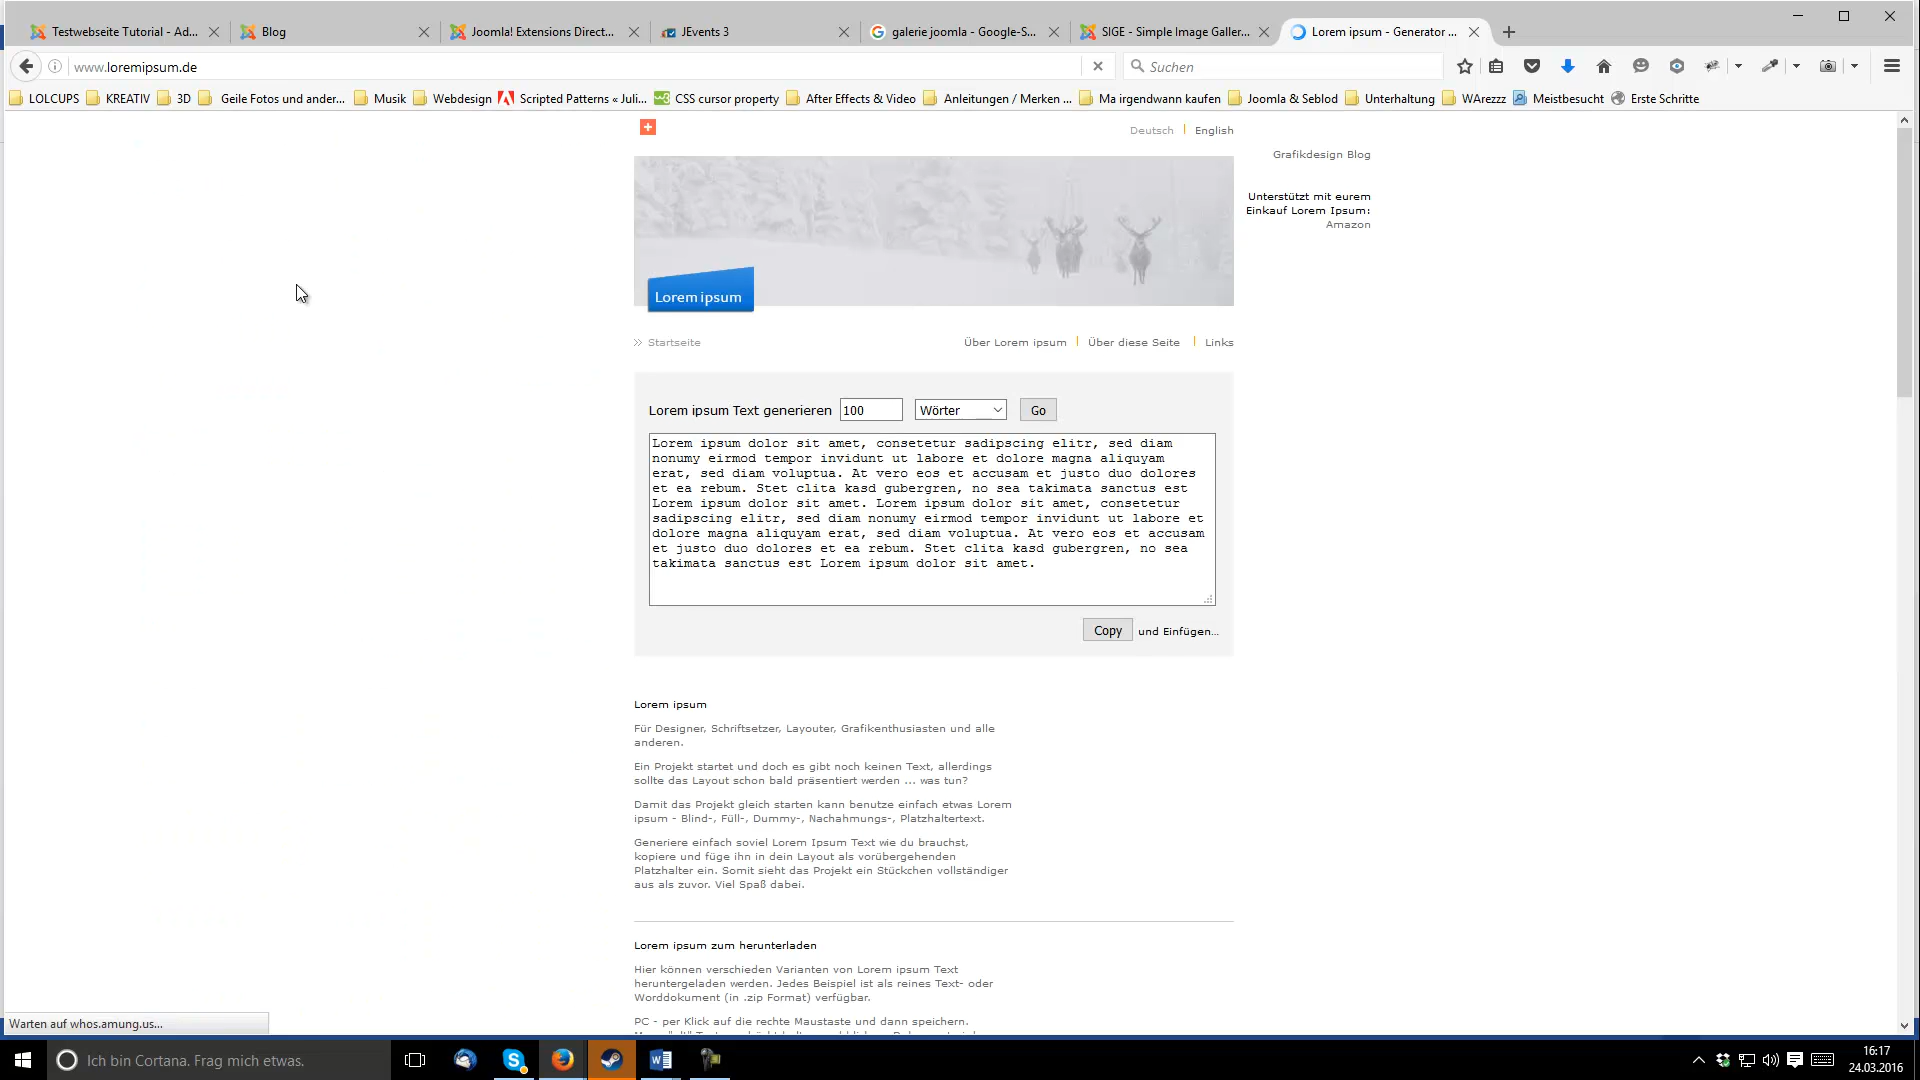 Testwebseite Tutorial - Ad...
Blog
Joomla! Extensions Direct...
JEvents 3
galerie joomla - Google-S...
SIGE - Simple Image Galler...
Lorem ipsum - Generator ...
www.loremipsum.de
Suchen
LOLCUPS
KREATIV
3D
Geile Fotos und ander...
Musik
Webdesign
Scripted Patterns « Juli...
CSS cursor property
After Effects & Video
Anleitungen / Merken ...
Ma irgendwann kaufen
Joomla & Seblod
Unterhaltung
WArezzz
Meistbesucht
Erste Schritte
Deutsch
English
Grafikdesign Blog
Unterstützt mit eurem
Einkauf Lorem Ipsum:
Amazon
Lorem ipsum
Startseite
Über Lorem ipsum
Über diese Seite
Links
Lorem ipsum Text generieren
100
Wörter
Go
Lorem ipsum dolor sit amet, consetetur sadipscing elitr, sed diam
nonumy eirmod tempor invidunt ut labore et dolore magna aliquyam
erat, sed diam voluptua. At vero eos et accusam et justo duo dolores
et ea rebum. Stet clita kasd gubergren, no sea takimata sanctus est
Lorem ipsum dolor sit amet. Lorem ipsum dolor sit amet, consetetur
sadipscing elitr, sed diam nonumy eirmod tempor invidunt ut labore et
dolore magna aliquyam erat, sed diam voluptua. At vero eos et accusam
et justo duo dolores et ea rebum. Stet clita kasd gubergren, no sea
takimata sanctus est Lorem ipsum dolor sit amet.
Copy
und Einfügen...
Lorem ipsum
Für Designer, Schriftsetzer, Layouter, Grafikenthusiasten und alle
anderen.
Ein Projekt startet und doch es gibt noch keinen Text, allerdings
sollte das Layout schon bald präsentiert werden ... was tun?
Damit das Projekt gleich starten kann benutze einfach etwas Lorem
ipsum - Blind-, Füll-, Dummy-, Nachahmungs-, Platzhaltertext.
Generiere einfach soviel Lorem Ipsum Text wie du brauchst,
kopiere und füge ihn in dein Layout als vorübergehenden
Platzhalter ein. Somit sieht das Projekt ein Stückchen vollständiger
aus als zuvor. Viel Spaß dabei.
Lorem ipsum zum herunterladen
Hier können verschieden Varianten von Lorem ipsum Text
heruntergeladen werden. Jedes Beispiel ist als reines Text- oder
Worddokument (in .zip Format) verfügbar.
PC - per Klick auf die rechte Maustaste und dann speichern.
Warten auf whos.amung.us...
Ich bin Cortana. Frag mich etwas.
16:17
24.03.2016